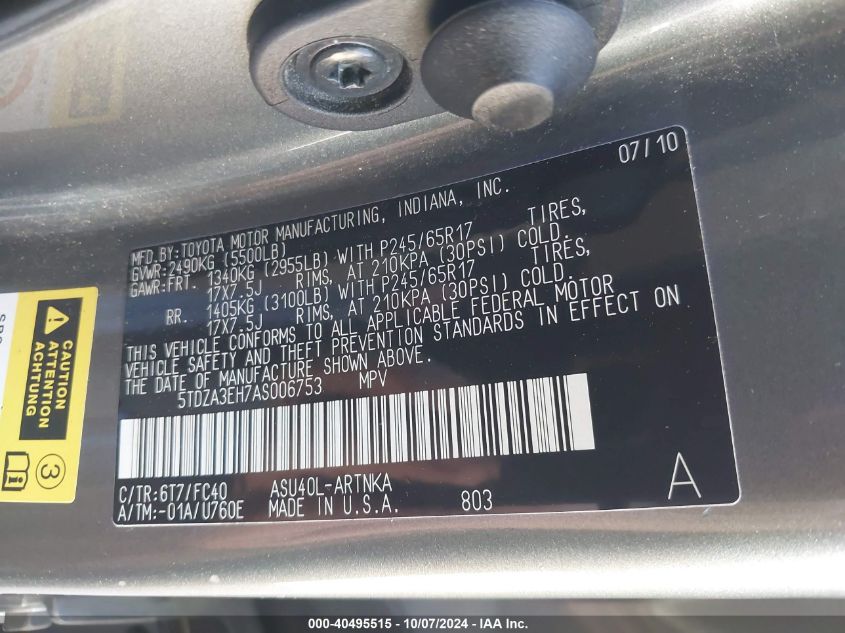 07/10
MFD.BY:TOYOTA MOTOR MANUFACTURING, INDIANA, INC.
GVWR:2490KG (5500LB)
GAWR:FRT. 1340KG (2955LB) WITH P245/65R17 TIRES,
17X7.5J RIMS, AT 210KPA (30PSI) COLD.
RR. 1405KG (3100LB) WITH P245/65R17 TIRES,
17X7.5J RIMS, AT 210KPA (30PSI) COLD.
THIS VEHICLE CONFORMS TO ALL APPLICABLE FEDERAL MOTOR
VEHICLE SAFETY AND THEFT PREVENTION STANDARDS IN EFFECT ON
THE DATE OF MANUFACTURE SHOWN ABOVE.
5TDZA3EH7AS006753 MPV
C/TR:6T7/FC40 ASU40L-ARTNKA
A/TM:-01A/U760E MADE IN U.S.A. 803
A
CAUTION
ATTENTION
ACHTUNG
3
i
000-40495515 - 10/07/2024 - IAA Inc.